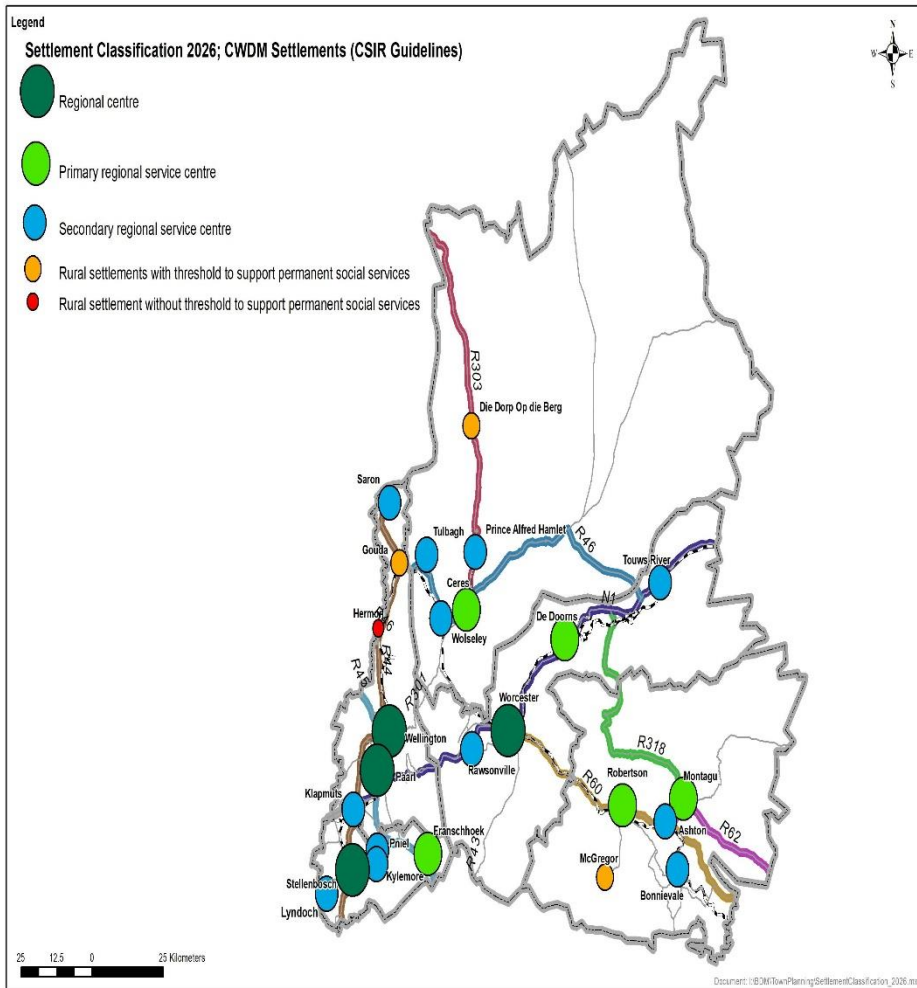 Legend
Settlement Classification 2026; CWDM Settlements (CSIR Guidelines)
Regional centre
Primary regional service centre
Secondary regional service centre
Rural settlements with threshold to support permanent social services
Rural settlement without threshold to support permanent social services
N
W
E
S
R303
Die Dorp Op die Berg
Saron
Tulbagh
Prince Alfred Hamlet
R46
Gouda
Touws River
Ceres
N1
Hermon
De Doorns
Wolseley
R44
R301
Worcester
Wellington
R318
Rawsonville
Paarl
Robertson
Montagu
R60
Klapmuts
R62
Ashton
Franschhoek
Pniel
R43
McGregor
Kylemore
Stellenbosch
Bonnievale
Lyndoch
25 12.5 0 25 Kilometers